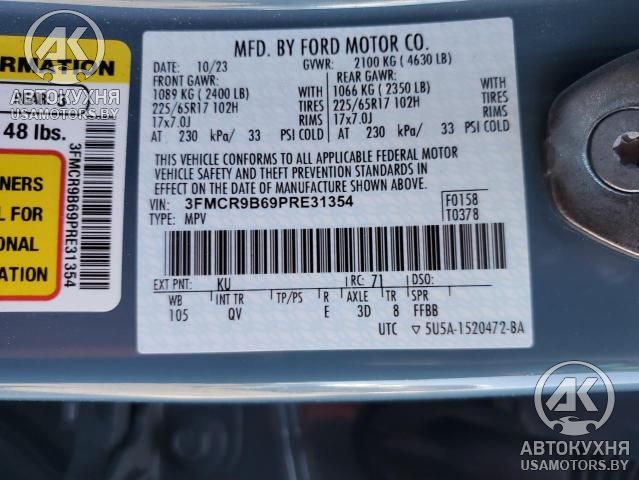 ORMATION
REAR 3
48 lbs.
NERS
L FOR
ONAL
ATION
3FMCR9B69PRE31354
MFD. BY FORD MOTOR CO.
DATE: 10/23 GVWR: 2100 KG ( 4630 LB)
FRONT GAWR: REAR GAWR:
1089 KG ( 2400 LB) 1066 KG ( 2350 LB)
225/65R17 102H TIRES 225/65R17 102H TIRES
17x7.0J RIMS 17x7.0J RIMS
AT 230 kPa/ 33 PSI COLD AT 230 kPa/ 33 PSI COLD
THIS VEHICLE CONFORMS TO ALL APPLICABLE FEDERAL MOTOR
VEHICLE SAFETY, BUMPER, AND THEFT PREVENTION STANDARDS IN
EFFECT ON THE DATE OF MANUFACTURE SHOWN ABOVE.
VIN: 3FMCR9B69PRE31354 F0158
TYPE: MPV T0378
EXT PNT: KU RC: 71 DSO:
WB INT TR TP/PS R AXLE TR SPR
105 QV E 3D 8 FFBB
UTC 5U5A-1520472-BA
АК
АВТОКУХНЯ
USAMOTORS.BY
АК
АВТОКУХНЯ
USAMOTORS.BY